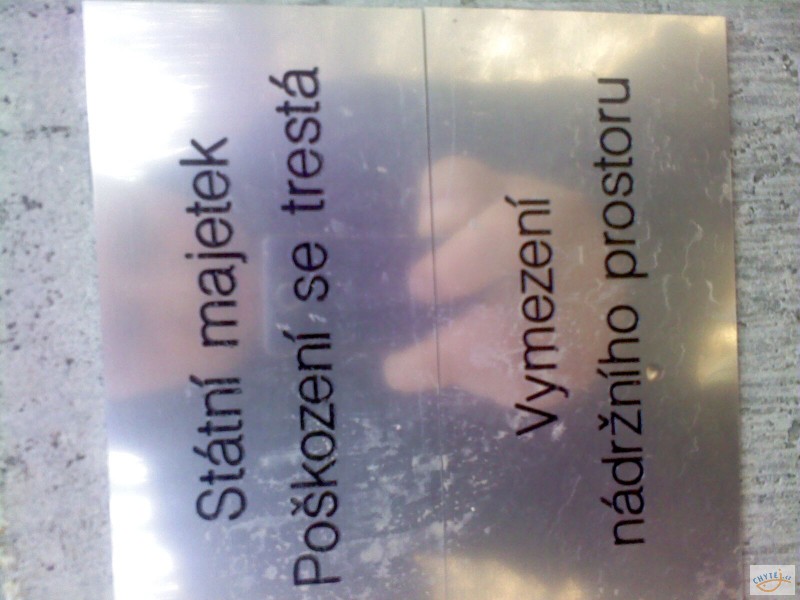 Státní majetek
Poškození se trestá
Vymezení
nádržního prostoru